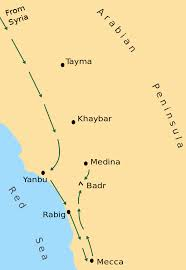 From
Syria
Arabian
Peninsula
Tayma
Khaybar
Medina
Yanbu
Badr
Rabig
Red
Sea
Mecca